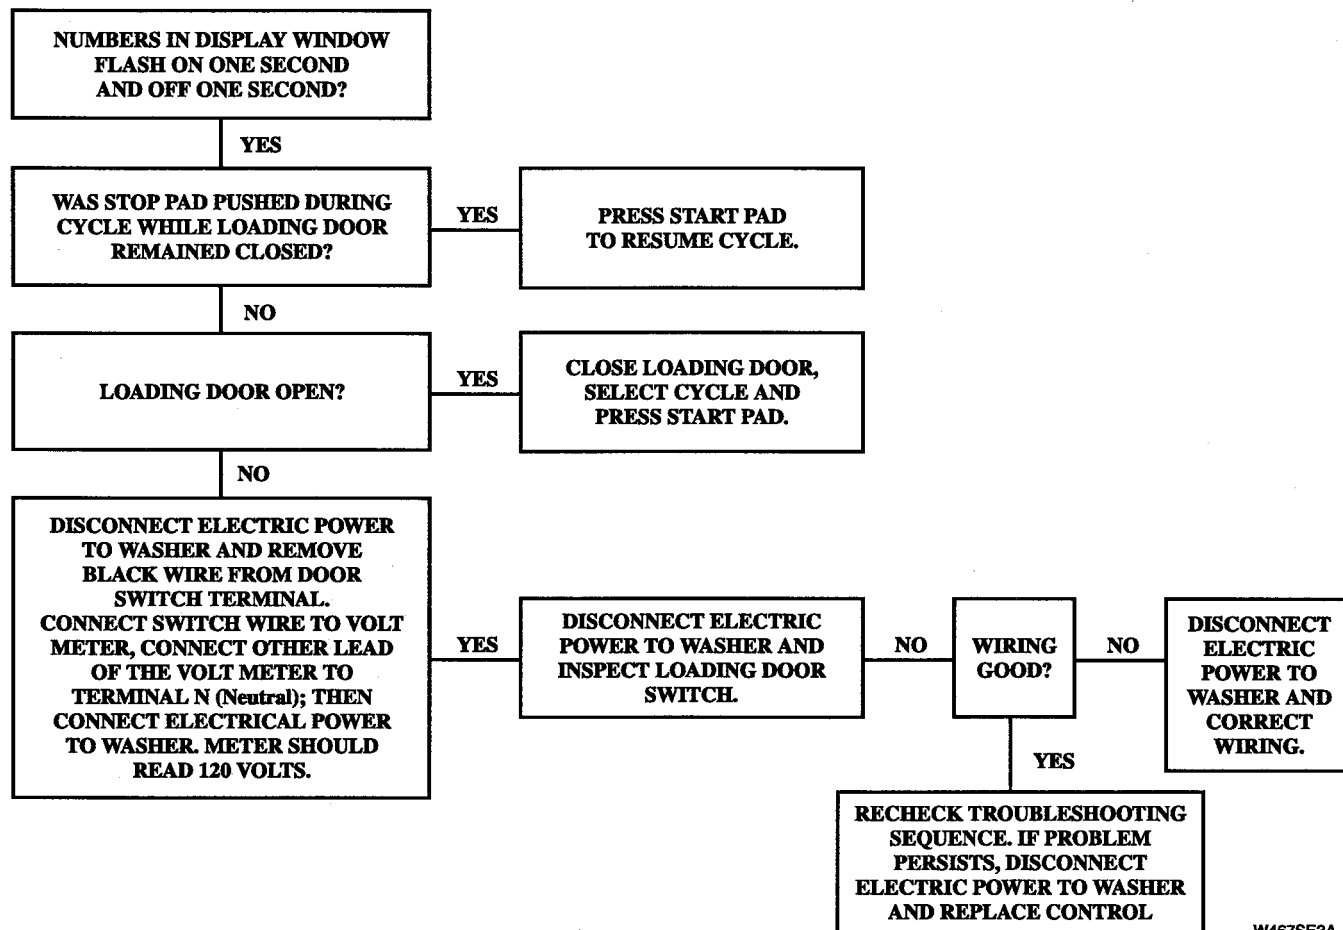 NUMBERS IN DISPLAY WINDOW
FLASH ON ONE SECOND
AND OFF ONE SECOND?
YES
WAS STOP PAD PUSHED DURING
CYCLE WHILE LOADING DOOR
REMAINED CLOSED?
YES
PRESS START PAD
TO RESUME CYCLE.
NO
LOADING DOOR OPEN?
YES
CLOSE LOADING DOOR,
SELECT CYCLE AND
PRESS START PAD.
NO
DISCONNECT ELECTRIC POWER
TO WASHER AND REMOVE
BLACK WIRE FROM DOOR
SWITCH TERMINAL.
CONNECT SWITCH WIRE TO VOLT
METER, CONNECT OTHER LEAD
OF THE VOLT METER TO
TERMINAL N (Neutral); THEN
CONNECT ELECTRICAL POWER
TO WASHER. METER SHOULD
READ 120 VOLTS.
YES
DISCONNECT ELECTRIC
POWER TO WASHER AND
INSPECT LOADING DOOR
SWITCH.
NO
WIRING
GOOD?
NO
DISCONNECT
ELECTRIC
POWER TO
WASHER AND
CORRECT
WIRING.
YES
RECHECK TROUBLESHOOTING
SEQUENCE. IF PROBLEM
PERSISTS, DISCONNECT
ELECTRIC POWER TO WASHER
AND REPLACE CONTROL